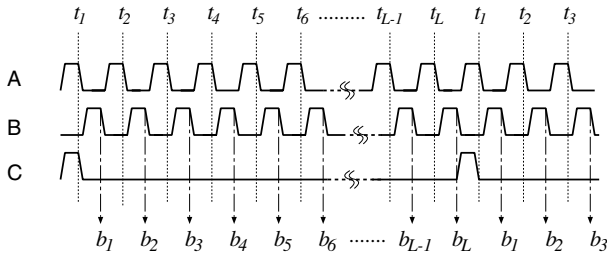 t1 t2 t3 t4 t5 t6 ......... tL-1 tL t1 t2 t3
A
B
C
b1 b2 b3 b4 b5 b6 ........ bL-1 bL b1 b2 b3